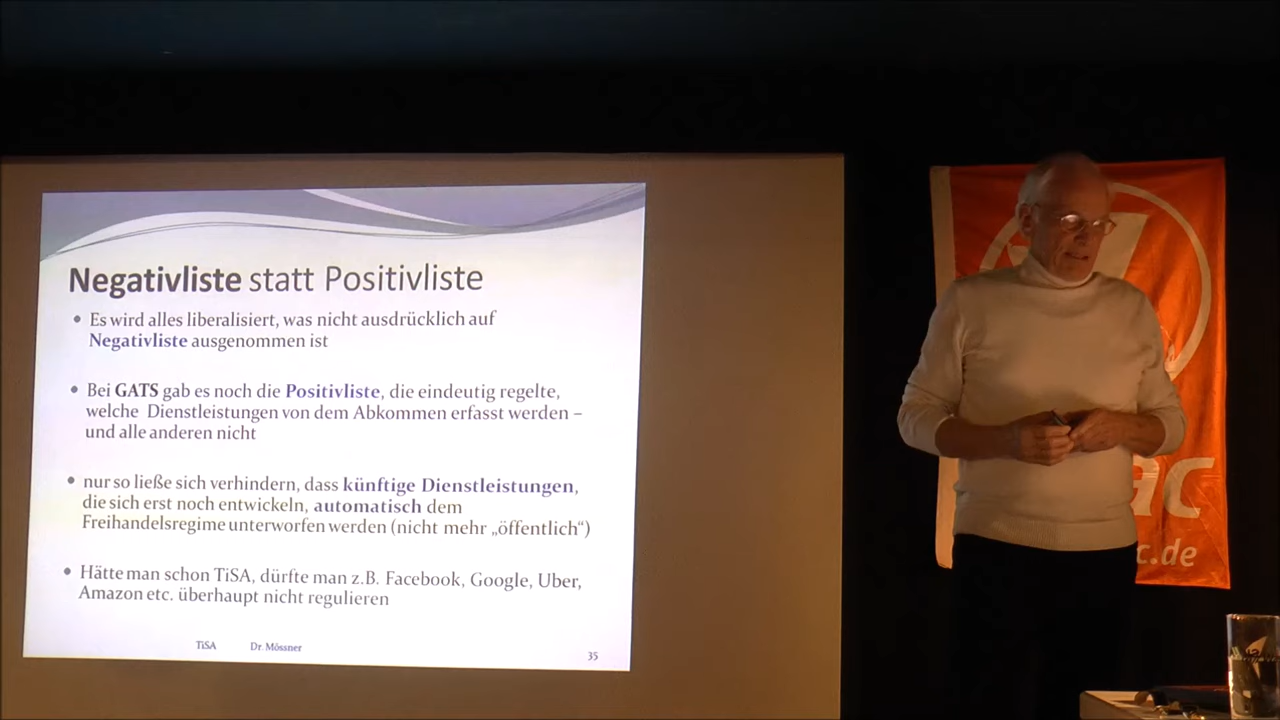 Negativliste statt Positivliste
• Es wird alles liberalisiert, was nicht ausdrücklich auf
Negativliste ausgenommen ist
• Bei GATS gab es noch die Positivliste, die eindeutig regelte,
welche Dienstleistungen von dem Abkommen erfasst werden –
und alle anderen nicht
• nur so ließe sich verhindern, dass künftige Dienstleistungen,
die sich erst noch entwickeln, automatisch dem
Freihandelsregime unterworfen werden (nicht mehr „öffentlich“)
• Hätte man schon TiSA, dürfte man z.B. Facebook, Google, Uber,
Amazon etc. überhaupt nicht regulieren
TiSA Dr. Mössner 35
ac
c.de